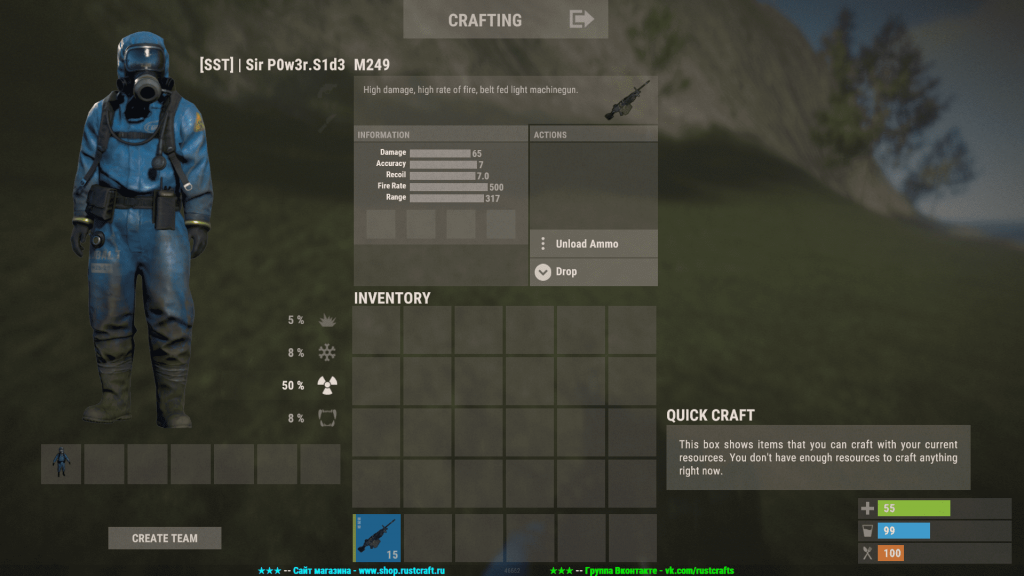 CRAFTING
[SST] | Sir P0w3r.S1d3
M249
High damage, high rate of fire, belt fed light machinegun.
INFORMATION
ACTIONS
Damage 65
Accuracy 7
Recoil 7.0
Fire Rate 500
Range 317
Unload Ammo
Drop
INVENTORY
5 %
8 %
50 %
8 %
QUICK CRAFT
This box shows items that you can craft with your current
resources. You don't have enough resources to craft anything
right now.
CREATE TEAM
15
55
99
100
★★★ -- Сайт магазина - www.shop.rustcraft.ru
★★★ -- Группа Вконтакте - vk.com/rustcrafts